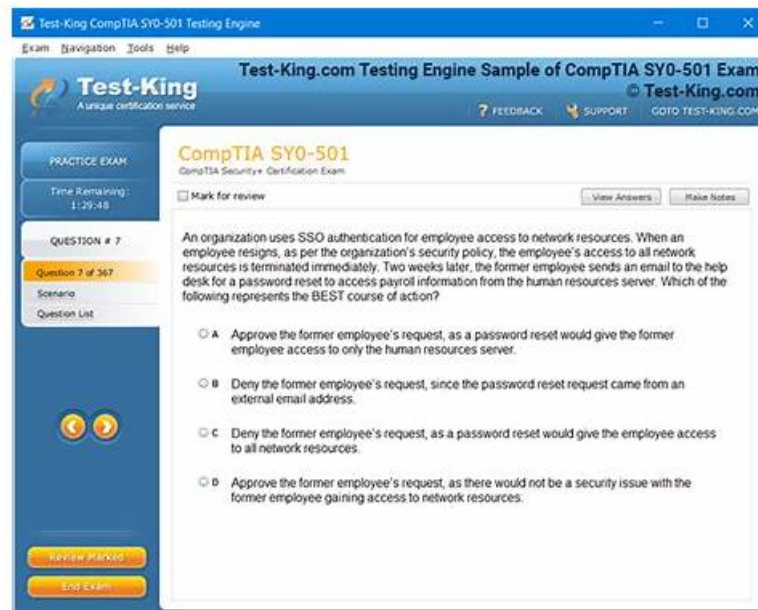 Test-King CompTIA SY0-501 Testing Engine
Exam Navigation Tools Help
Test-King.com Testing Engine Sample of CompTIA SY0-501 Exam
© Test-King.com
Test-King
A unique certification service
? FEEDBACK SUPPORT GOTO TEST-KING.COM
PRACTICE EXAM
Time Remaining:
1:29:48
QUESTION # 7
Question 7 of 367
Scenario
Question List
Review Marked
End Exam
CompTIA SY0-501
CompTIA Security+ Certification Exam
Mark for review
View Answers
Make Notes
An organization uses SSO authentication for employee access to network resources. When an
employee resigns, as per the organization's security policy, the employee's access to all network
resources is terminated immediately. Two weeks later, the former employee sends an email to the help
desk for a password reset to access payroll information from the human resources server. Which of the
following represents the BEST course of action?
A Approve the former employee's request, as a password reset would give the former
employee access to only the human resources server.
B Deny the former employee's request, since the password reset request came from an
external email address.
C Deny the former employee's request, as a password reset would give the employee access
to all network resources.
D Approve the former employee's request, as there would not be a security issue with the
former employee gaining access to network resources.